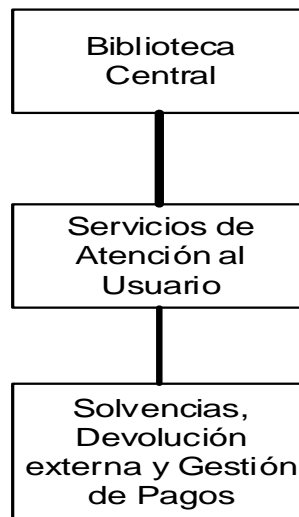 Biblioteca
Central
Servicios de
Atención al
Usuario
Solvencias,
Devolución
externa y Gestión
de Pagos